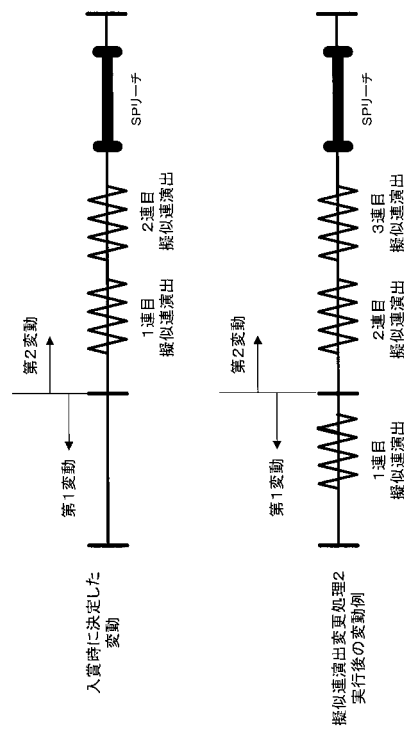 入賞時に決定した
変動
第1変動
第2変動
1連目
擬似連演出
2連目
擬似連演出
SPリーチ
擬似連演出変更処理2
実行後の変動例
第1変動
第2変動
1連目
擬似連演出
2連目
擬似連演出
3連目
擬似連演出
SPリーチ